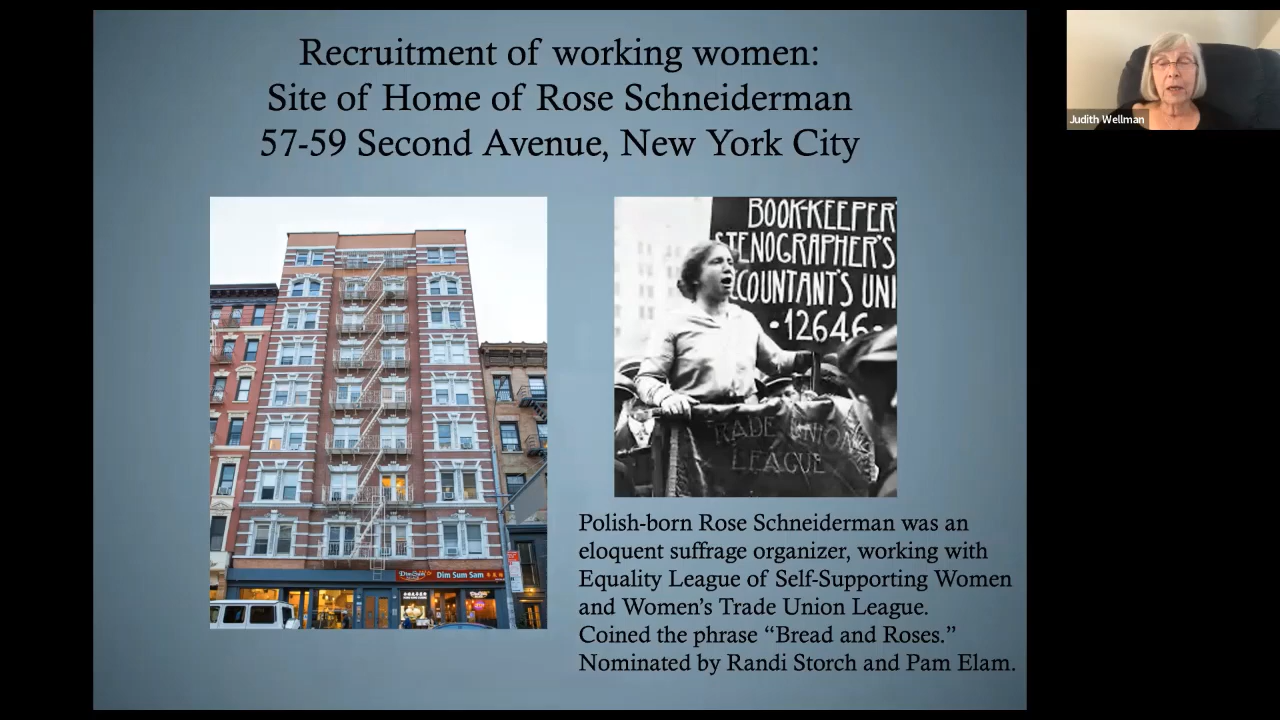 Recruitment of working women:
Site of Home of Rose Schneiderman
57-59 Second Avenue, New York City
Judith Wellman
BOOK-KEEPER
STENOGRAPHER'S
COUNTANT'S UNI
•12646•
TRADE UNION
LEAGUE
Dim Sum Sam
Polish-born Rose Schneiderman was an
eloquent suffrage organizer, working with
Equality League of Self-Supporting Women
and Women's Trade Union League.
Coined the phrase “Bread and Roses.”
Nominated by Randi Storch and Pam Elam.